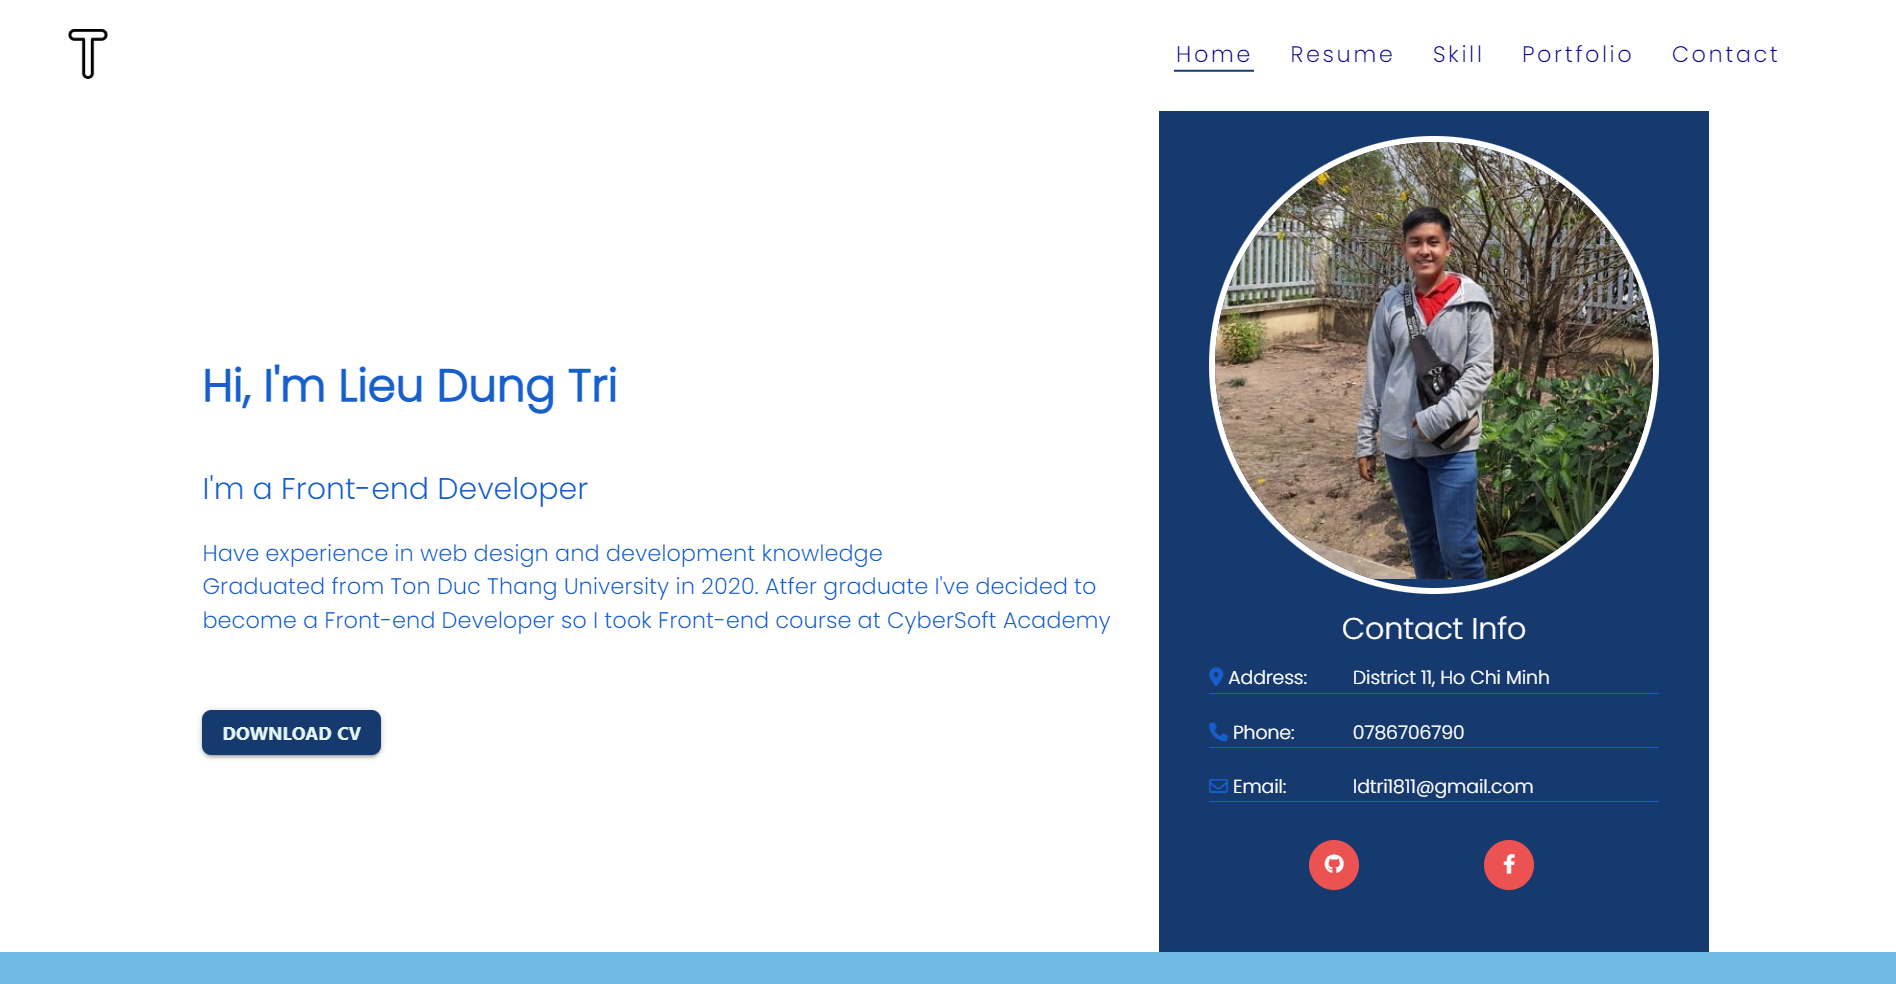 T
Home Resume Skill Portfolio Contact
Hi, I'm Lieu Dung Tri
I'm a Front-end Developer
Have experience in web design and development knowledge
Graduated from Ton Duc Thang University in 2020. Atfer graduate I've decided to
become a Front-end Developer so I took Front-end course at CyberSoft Academy
DOWNLOAD CV
Contact Info
Address: District 11, Ho Chi Minh
Phone: 0786706790
Email: ldtri1811@gmail.com